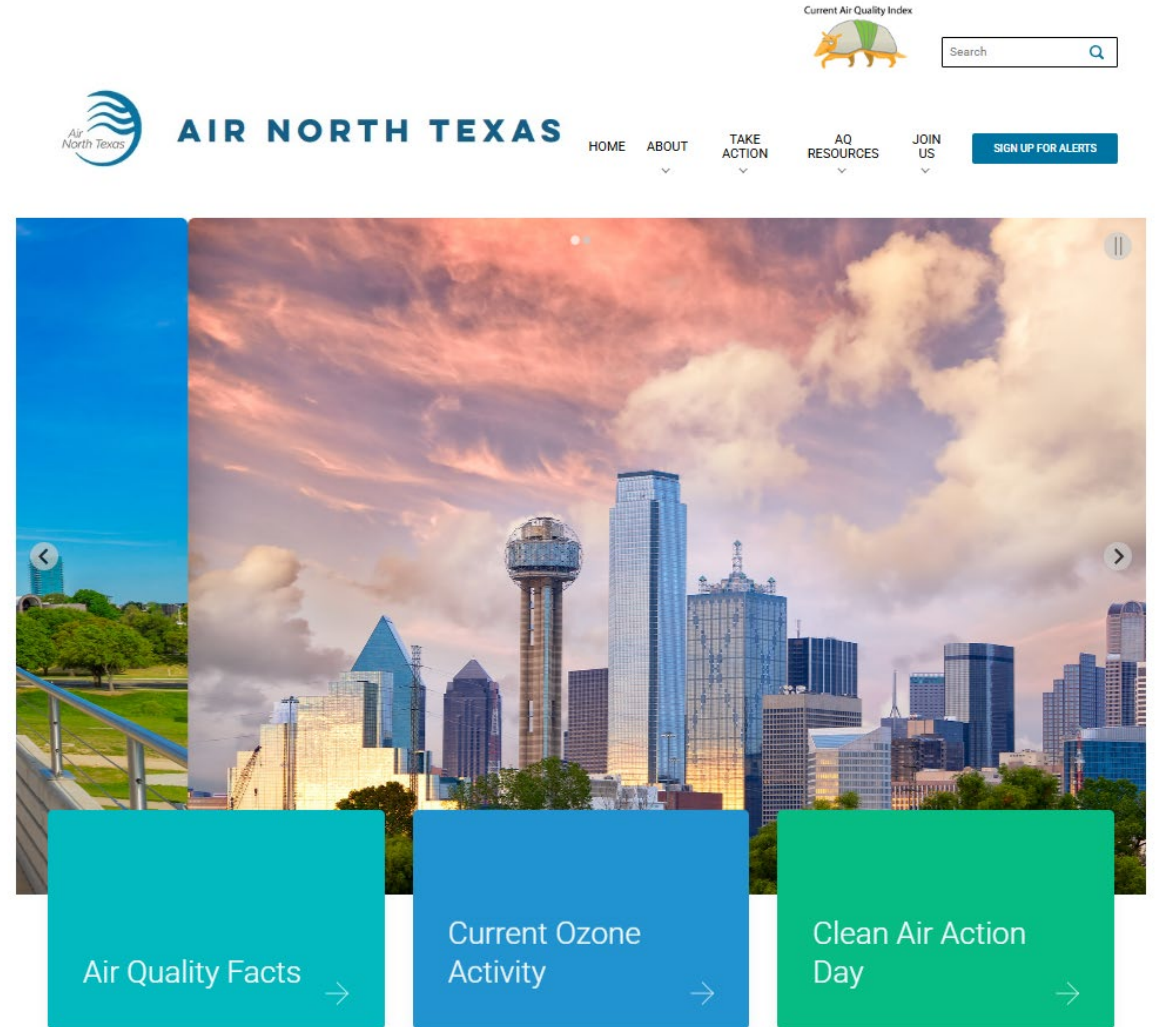 Current Air Quality Index
Search
Air
North Texas
AIR NORTH TEXAS
HOME
ABOUT
TAKE
ACTION
AQ
RESOURCES
JOIN
US
SIGN UP FOR ALERTS
Air Quality Facts
Current Ozone
Activity
Clean Air Action
Day